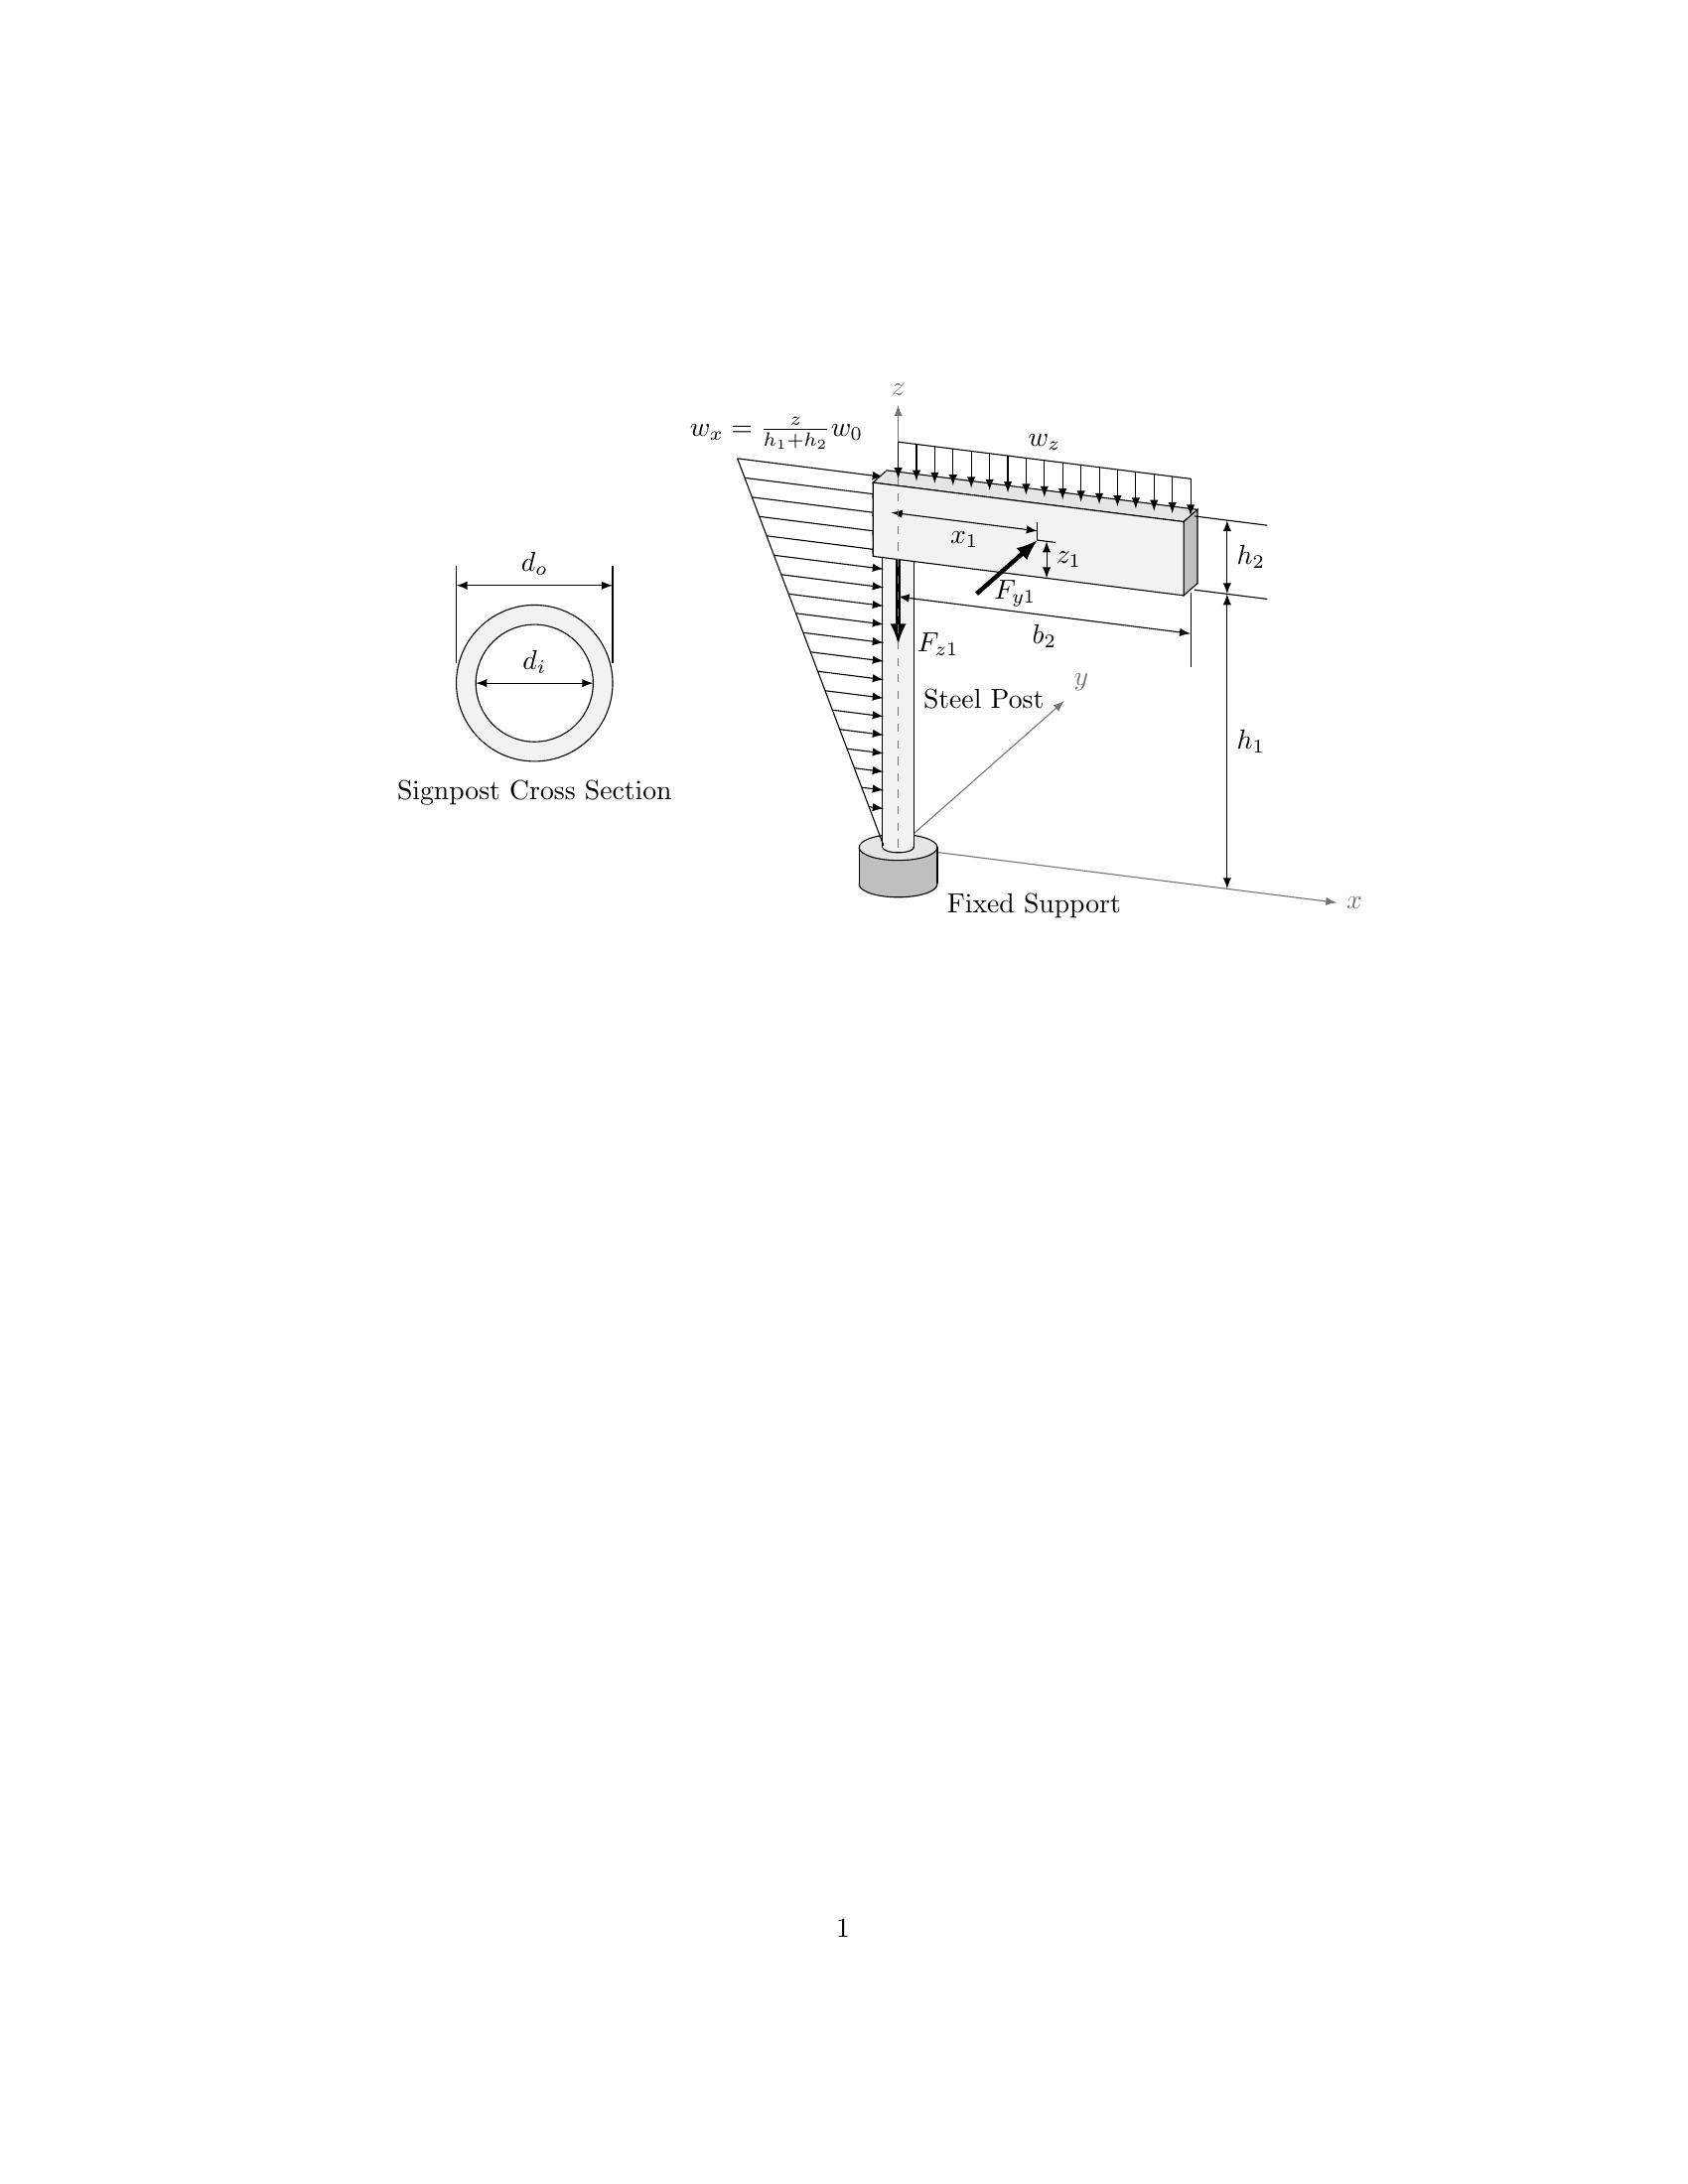 z
w_x = \frac{z}{h_1+h_2}w_0
w_z
x_1
z_1
h_2
d_o
F_{y1}
b_2
F_{z1}
d_i
y
Steel Post
h_1
Signpost Cross Section
Fixed Support
x
1